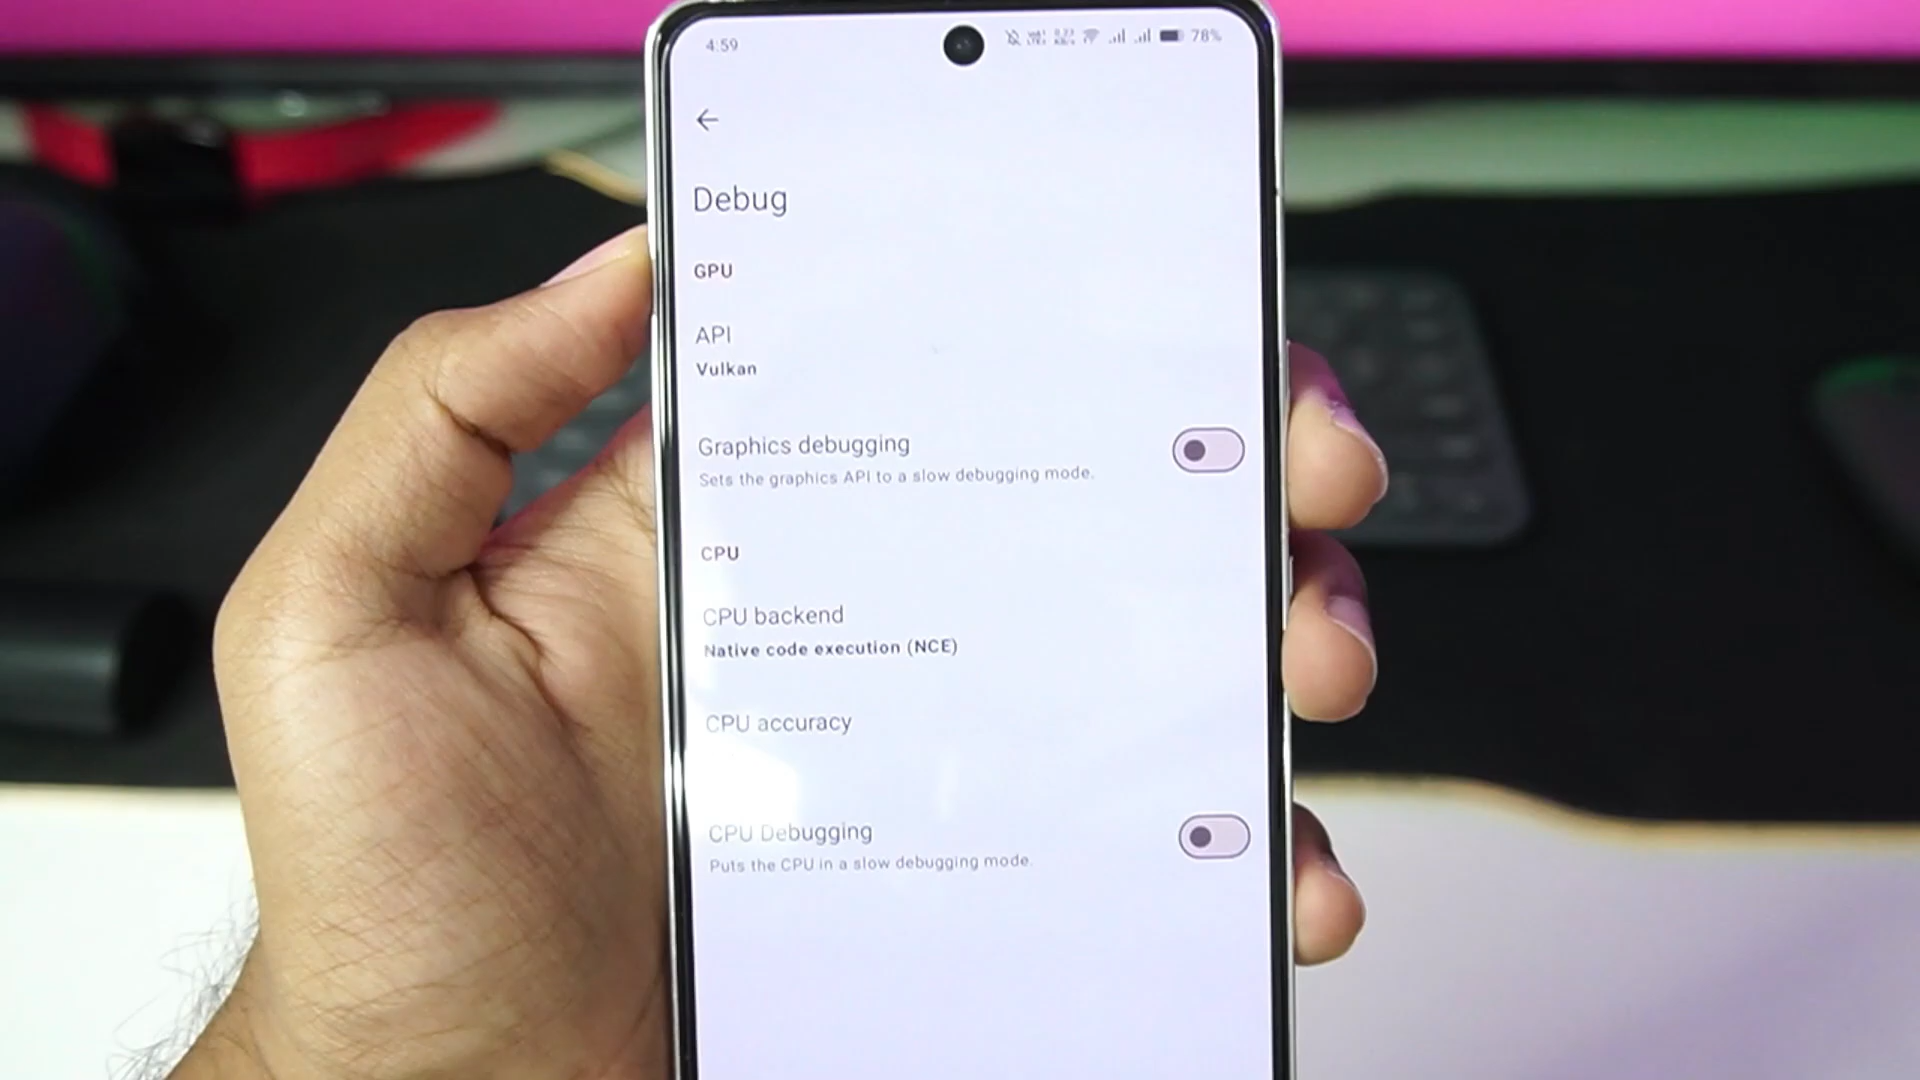 4:59
78%
Debug
GPU
API
Vulkan
Graphics debugging
Sets the graphics API to a slow debugging mode.
CPU
CPU backend
Native code execution (NCE)
CPU accuracy
CPU Debugging
Puts the CPU in a slow debugging mode.